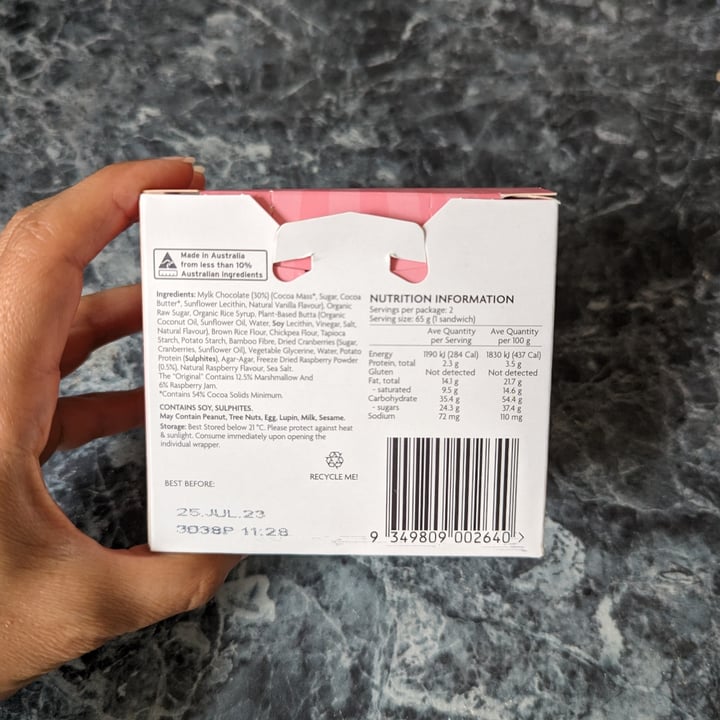 Made in Australia
from less than 10%
Australian ingredients
Ingredients: Mylk Chocolate (30%) (Cocoa Mass*, Sugar, Cocoa
Butter*, Sunflower Lecithin, Natural Vanilla Flavour), Organic
Raw Sugar, Organic Rice Syrup, Plant-Based Butta (Organic
Coconut Oil, Sunflower Oil, Water, Soy Lecithin, Vinegar, Salt,
Natural Flavour), Brown Rice Flour, Chickpea Flour, Tapioca
Starch, Potato Starch, Bamboo Fibre, Dried Cranberries (Sugar,
Cranberries, Sunflower Oil), Vegetable Glycerine, Water, Potato
Protein (Sulphites), Agar-Agar, Freeze Dried Raspberry Powder
(0.5%), Natural Raspberry Flavour, Sea Salt.
The "Original" Contains 12.5% Marshmallow And
6% Raspberry Jam.
*Contains 54% Cocoa Solids Minimum.
CONTAINS SOY, SULPHITES.
May Contain Peanut, Tree Nuts, Egg, Lupin, Milk, Sesame.
Storage: Best Stored below 21 °C. Please protect against heat
& sunlight. Consume immediately upon opening the
individual wrapper.
RECYCLE ME!
BEST BEFORE:
25.JUL.23
3038P 11:28
NUTRITION INFORMATION
Servings per package: 2
Serving size: 65 g (1 sandwich)
Ave Quantity per Serving Ave Quantity per 100 g
Energy 1190 kJ (284 Cal) 1830 kJ (437 Cal)
Protein, total 2.3 g 3.5 g
Gluten Not detected Not detected
Fat, total 14.1 g 21.7 g
- saturated 9.5 g 14.6 g
Carbohydrate 35.4 g 54.4 g
- sugars 24.3 g 37.4 g
Sodium 72 mg 110 mg
9 349809 002640 >